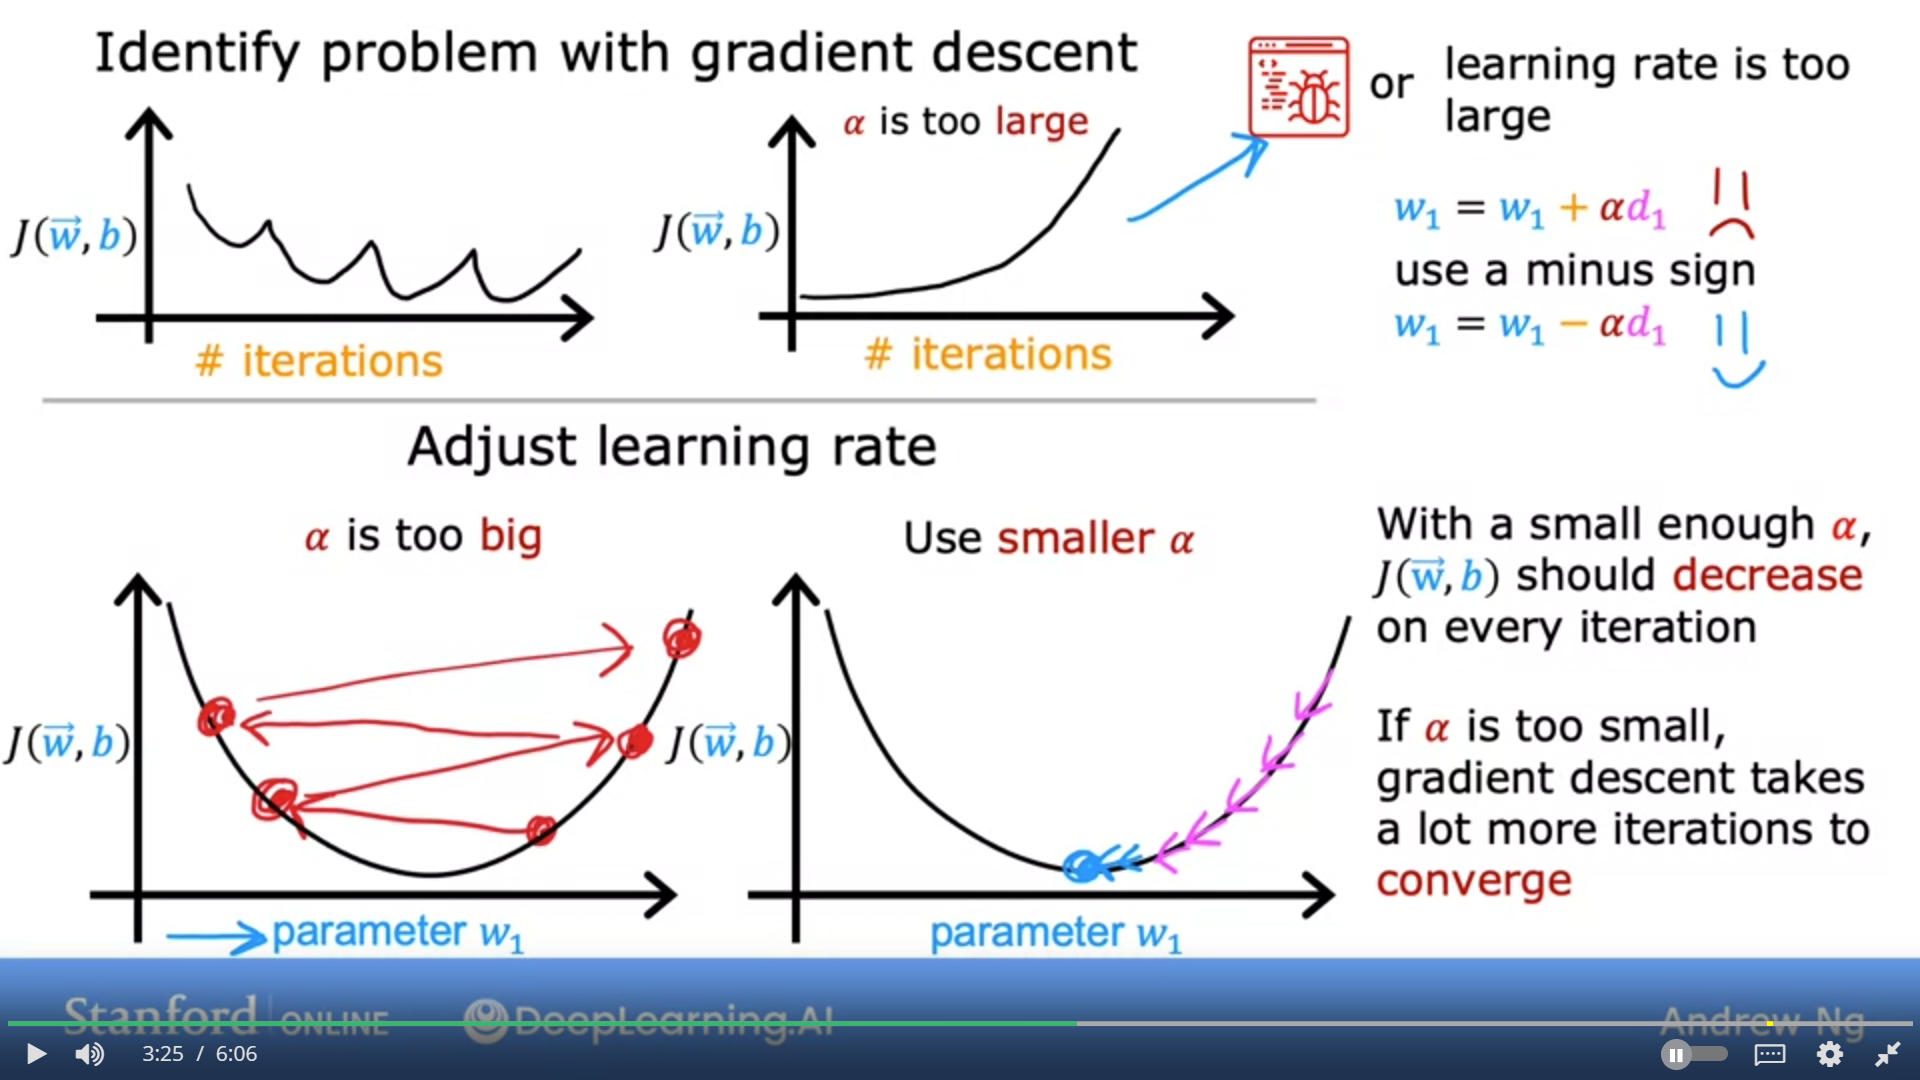 Identify problem with gradient descent
J(w⃗, b)
# iterations
α is too large
J(w⃗, b)
# iterations
or
learning rate is too
large
w₁ = w₁ + αd₁
use a minus sign
w₁ = w₁ − αd₁
Adjust learning rate
α is too big
J(w⃗, b)
parameter w₁
Use smaller α
J(w⃗, b)
parameter w₁
With a small enough α,
J(w⃗, b) should decrease
on every iteration
If α is too small,
gradient descent takes
a lot more iterations to
converge
Stanford ONLINE
DeepLearning.AI
Andrew Ng
3:25 / 6:06